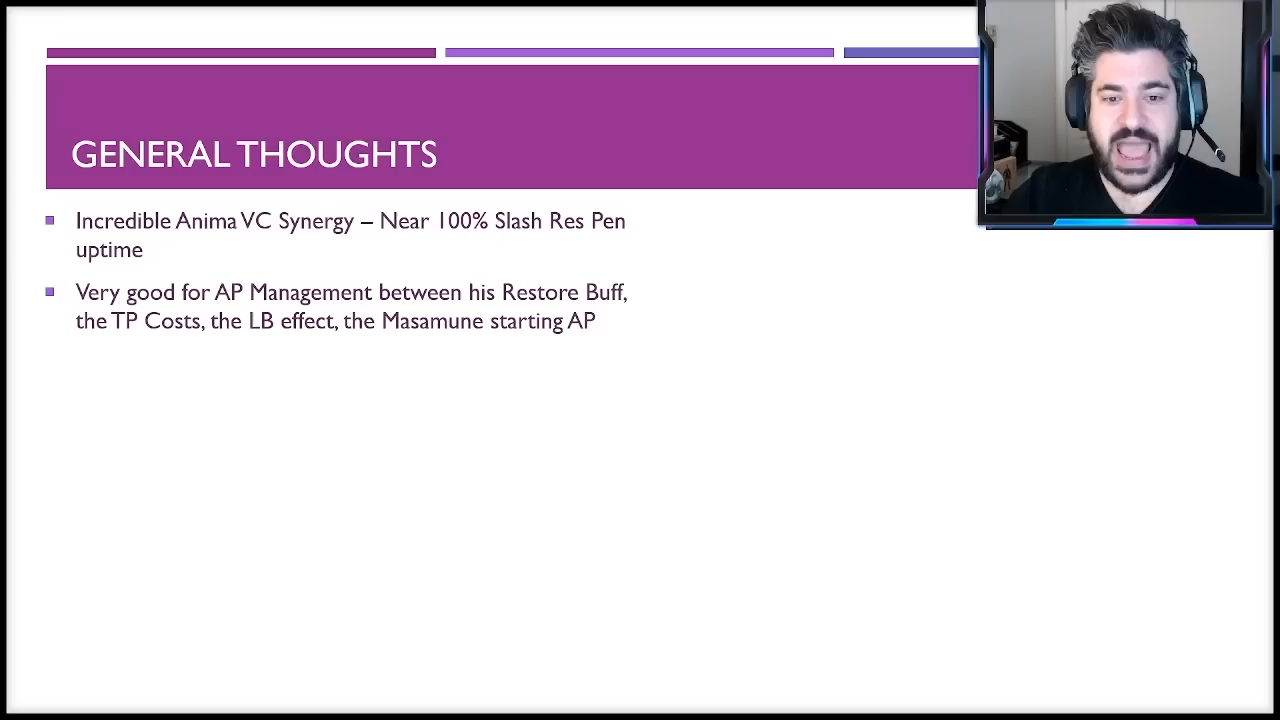 GENERAL THOUGHTS
Incredible Anima VC Synergy – Near 100% Slash Res Pen
uptime
Very good for AP Management between his Restore Buff,
the TP Costs, the LB effect, the Masamune starting AP